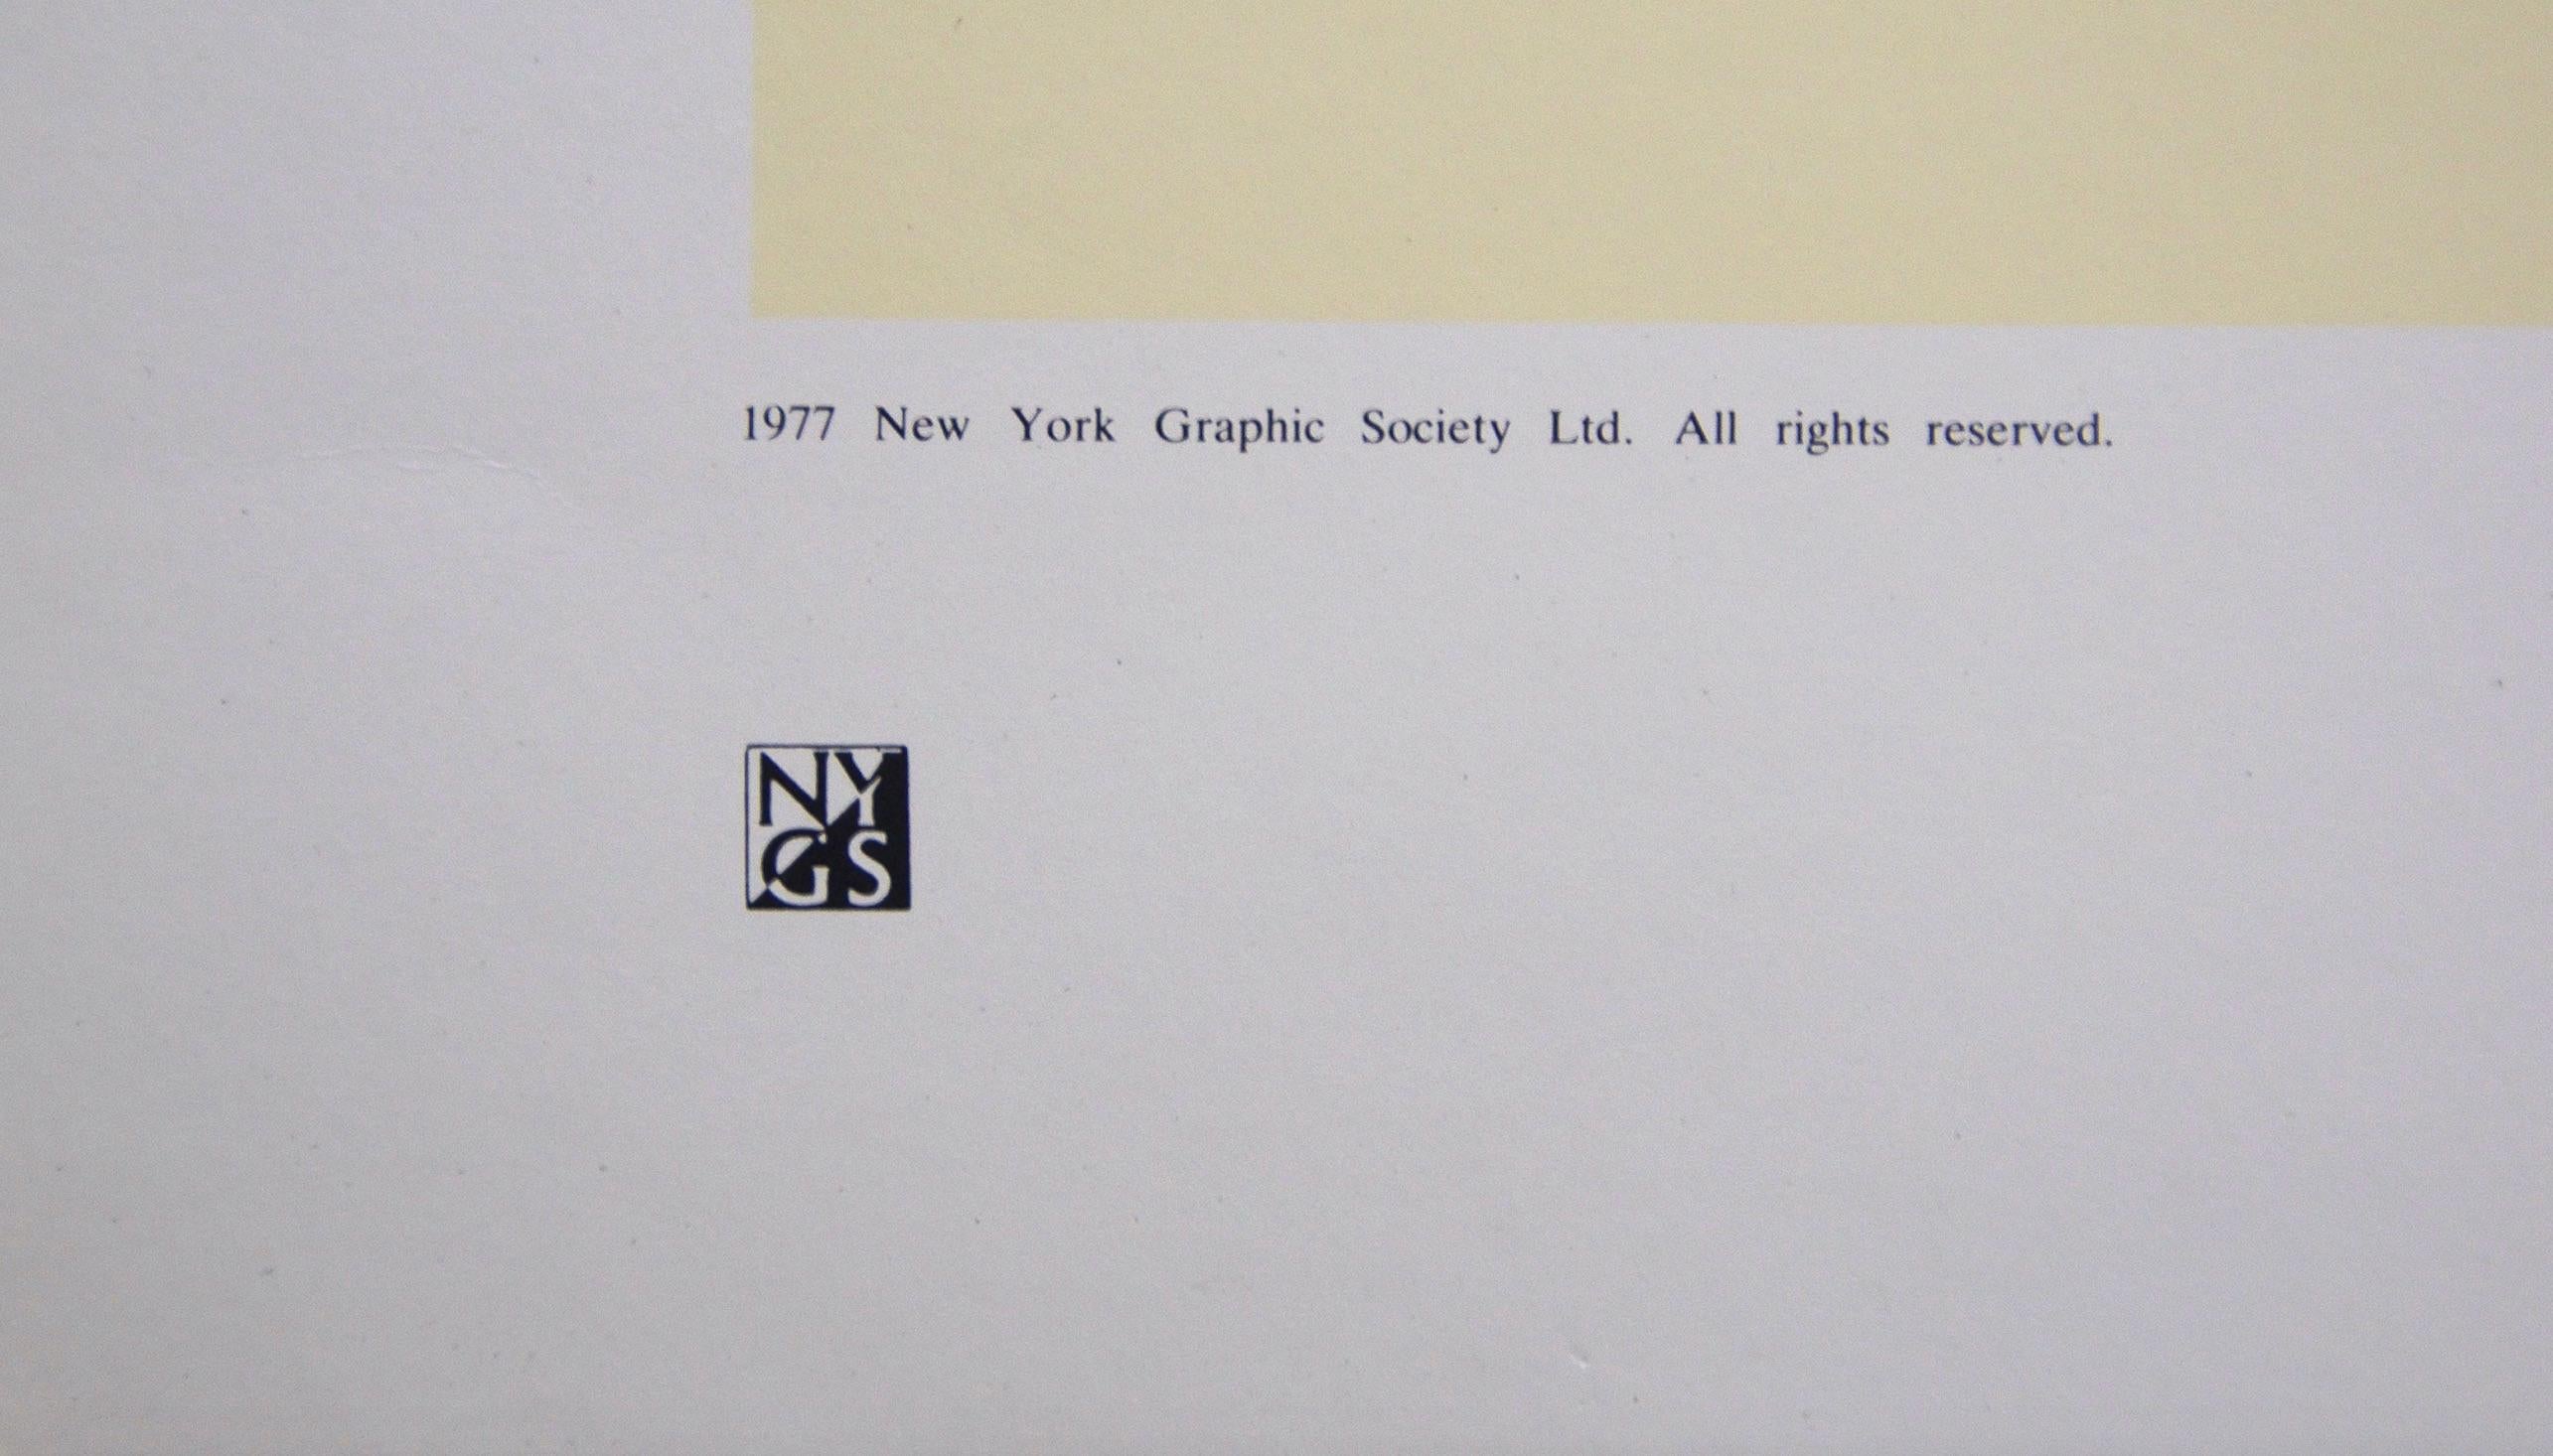 1977 New York Graphic Society Ltd. All rights reserved.
NY
GS